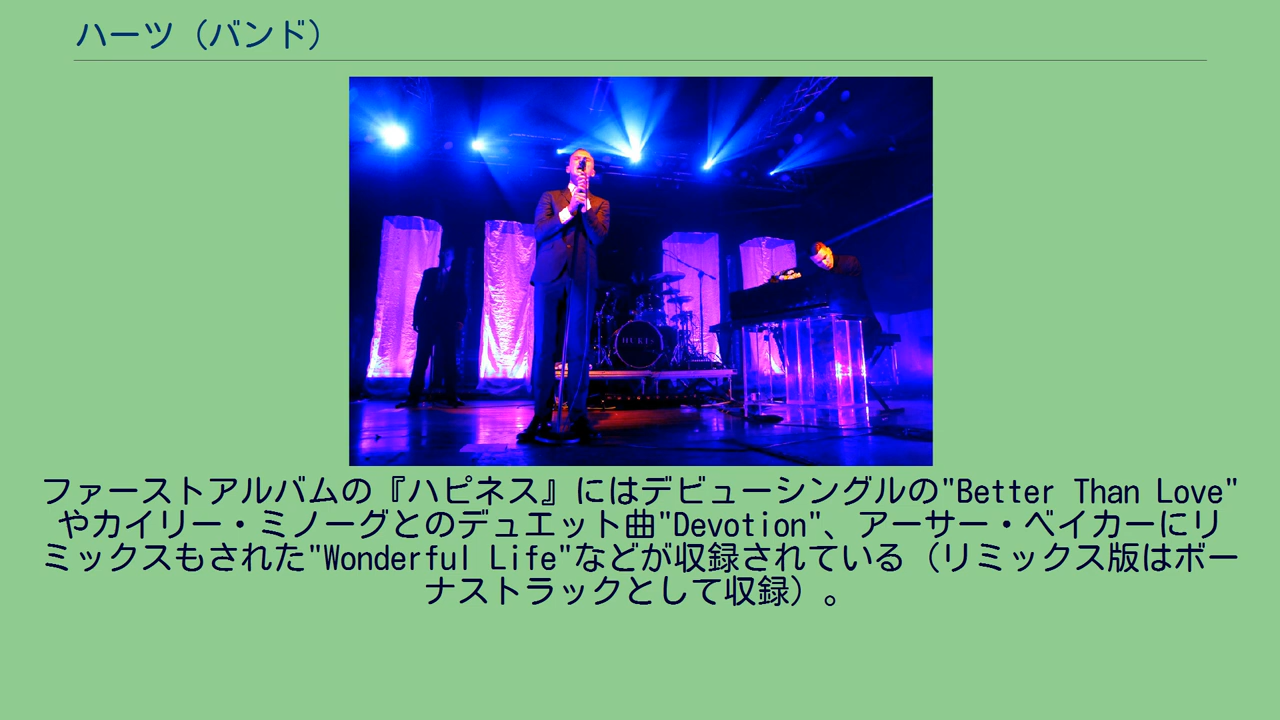 ハーツ（バンド）
HURTS
ファーストアルバムの『ハピネス』にはデビューシングルの"Better Than Love"
やカイリー・ミノーグとのデュエット曲"Devotion"、アーサー・ベイカーにリ
ミックスもされた"Wonderful Life"などが収録されている（リミックス版はボー
ナストラックとして収録）。